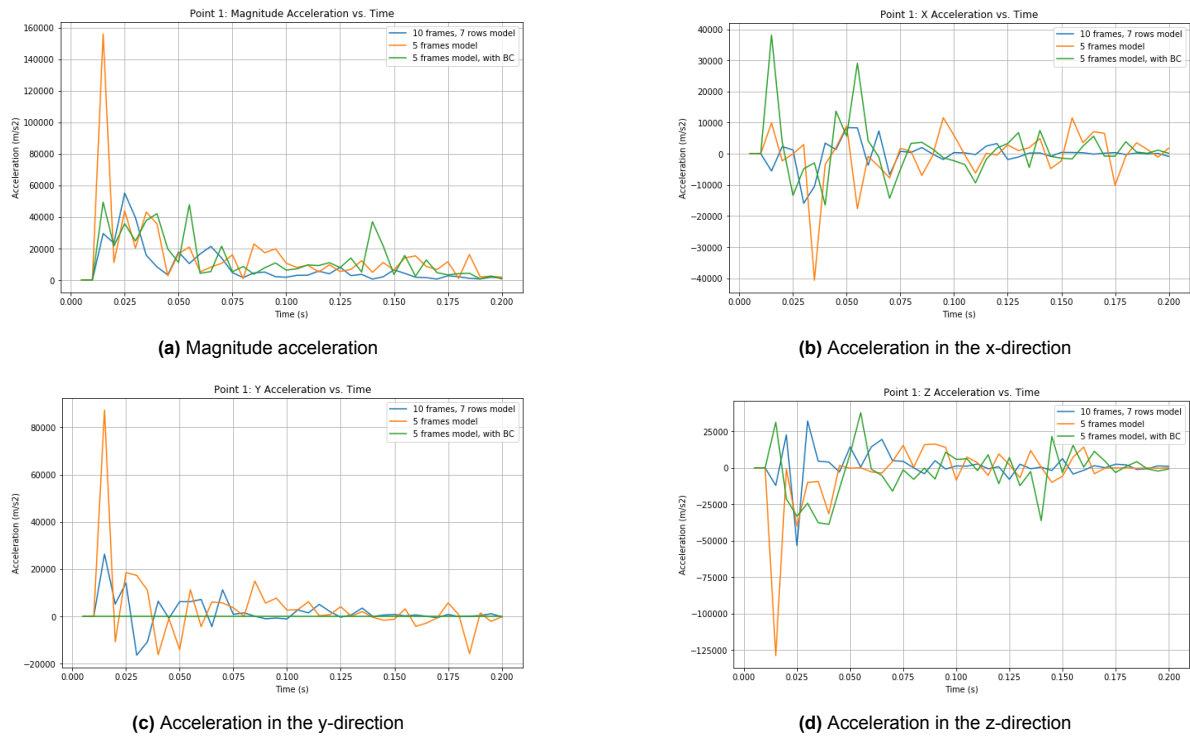 Point 1: Magnitude Acceleration vs. Time
10 frames, 7 rows model
5 frames model
5 frames model, with BC
160000
140000
120000
100000
80000
60000
40000
20000
0
Acceleration (m/s2)
0.000 0.025 0.050 0.075 0.100 0.125 0.150 0.175 0.200
Time (s)
(a) Magnitude acceleration
Point 1: X Acceleration vs. Time
10 frames, 7 rows model
5 frames model
5 frames model, with BC
40000
30000
20000
10000
0
−10000
−20000
−30000
−40000
Acceleration (m/s2)
0.000 0.025 0.050 0.075 0.100 0.125 0.150 0.175 0.200
Time (s)
(b) Acceleration in the x-direction
Point 1: Y Acceleration vs. Time
10 frames, 7 rows model
5 frames model
5 frames model, with BC
80000
60000
40000
20000
0
−20000
Acceleration (m/s2)
0.000 0.025 0.050 0.075 0.100 0.125 0.150 0.175 0.200
Time (s)
(c) Acceleration in the y-direction
Point 1: Z Acceleration vs. Time
10 frames, 7 rows model
5 frames model
5 frames model, with BC
25000
0
−25000
−50000
−75000
−100000
−125000
Acceleration (m/s2)
0.000 0.025 0.050 0.075 0.100 0.125 0.150 0.175 0.200
Time (s)
(d) Acceleration in the z-direction